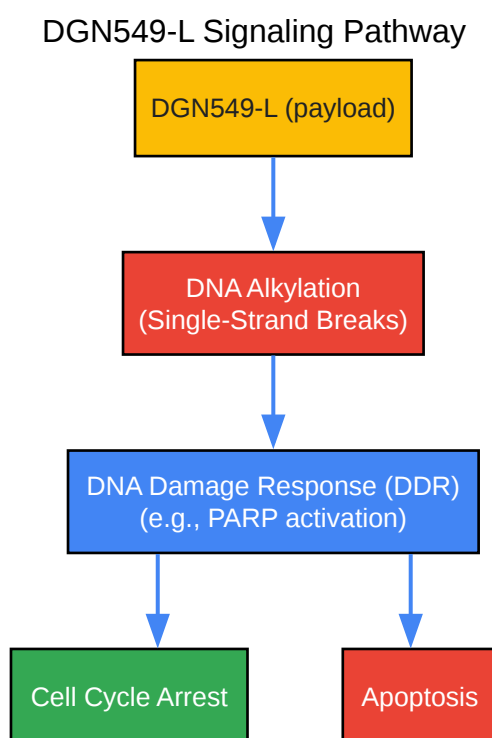 DGN549-L Signaling Pathway
DGN549-L (payload)
DNA Alkylation
(Single-Strand Breaks)
DNA Damage Response (DDR)
(e.g., PARP activation)
Cell Cycle Arrest
Apoptosis